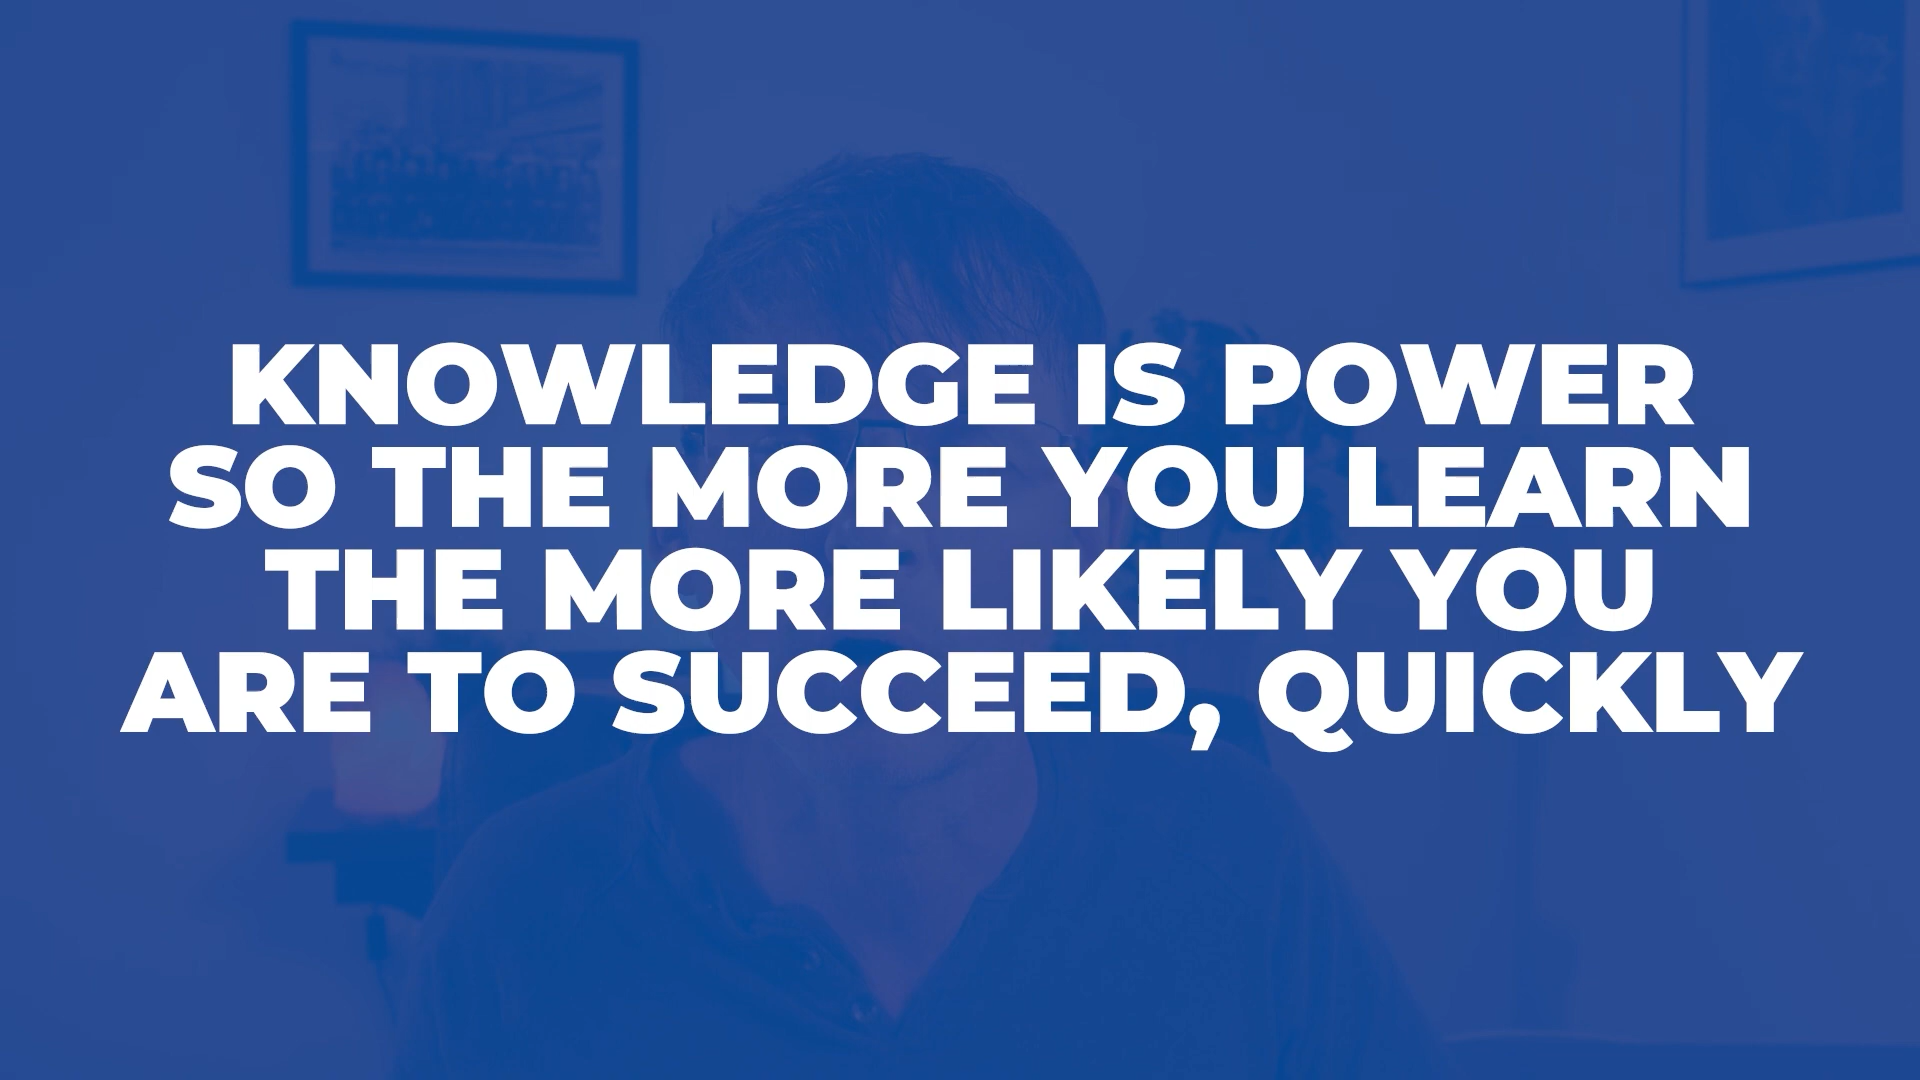 KNOWLEDGE IS POWER
SO THE MORE YOU LEARN
THE MORE LIKELY YOU
ARE TO SUCCEED, QUICKLY